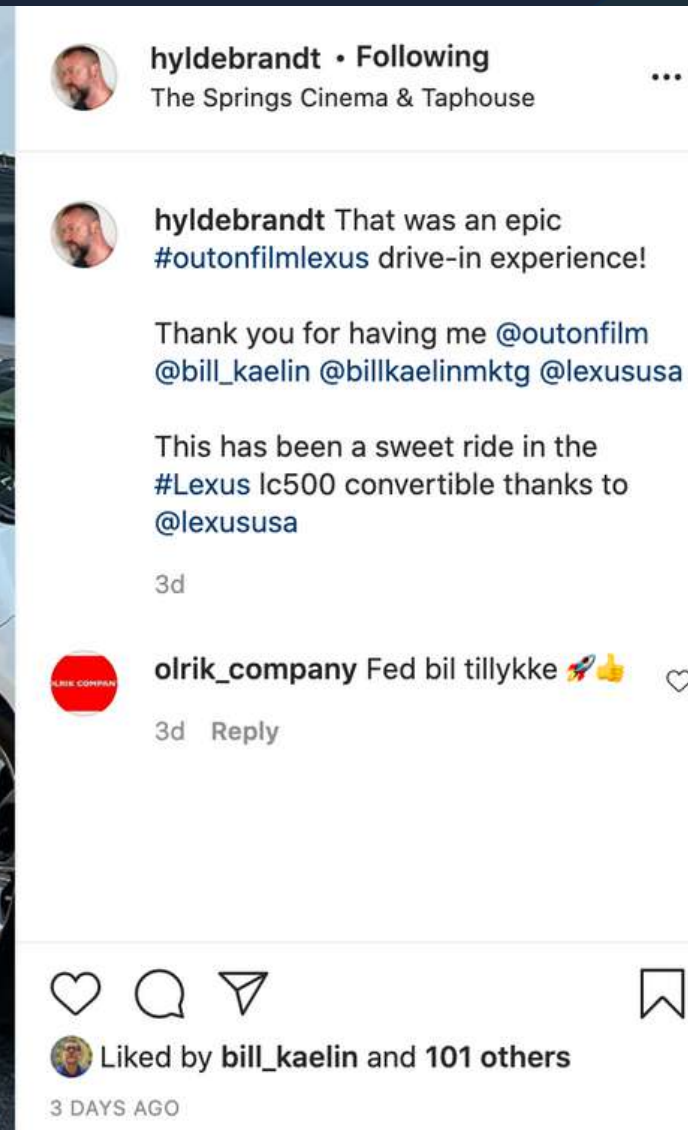 hyldebrandt • Following
The Springs Cinema & Taphouse
hyldebrandt That was an epic
#outonfilmlexus drive-in experience!
Thank you for having me @outonfilm
@bill_kaelin @billkaelinmktg @lexususa
This has been a sweet ride in the
#Lexus lc500 convertible thanks to
@lexususa
3d
LRIK COMPAN
olrik_company Fed bil tillykke 🚀👍
3d Reply
Liked by bill_kaelin and 101 others
3 DAYS AGO